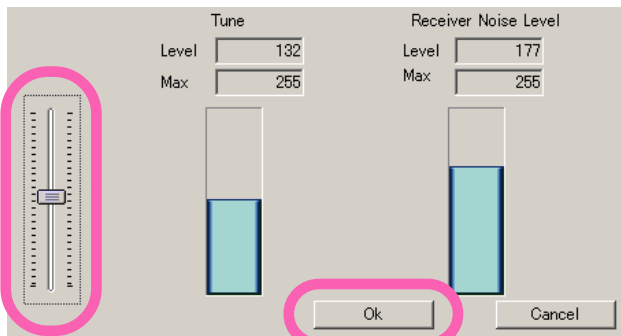 Tune
Receiver Noise Level
Level 132
Level 177
Max 255
Max 255
Ok
Cancel